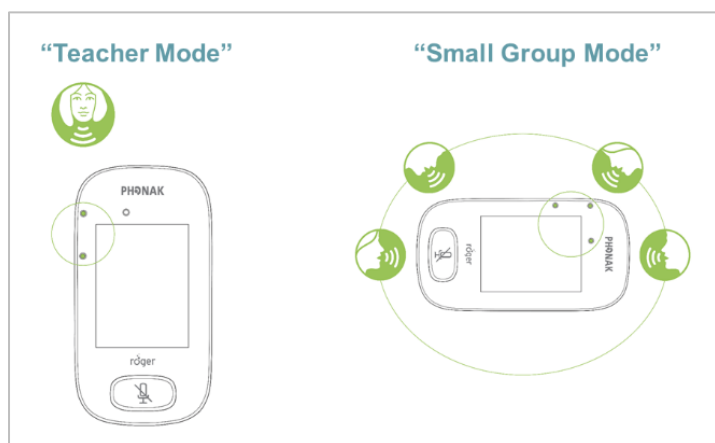 “Teacher Mode”
“Small Group Mode”
PHONAK
roger
PHONAK
roger